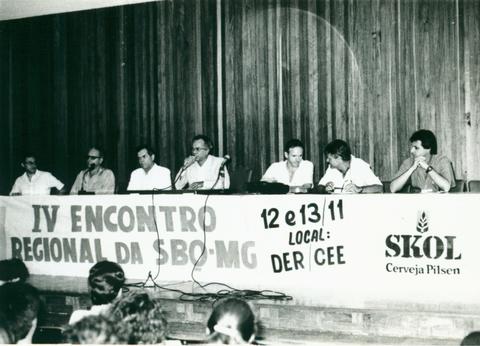 IV ENCONTRO
REGIONAL DA SBQ-MG
12 e 13/11
LOCAL:
DER/CEE
SKOL
Cerveja Pilsen